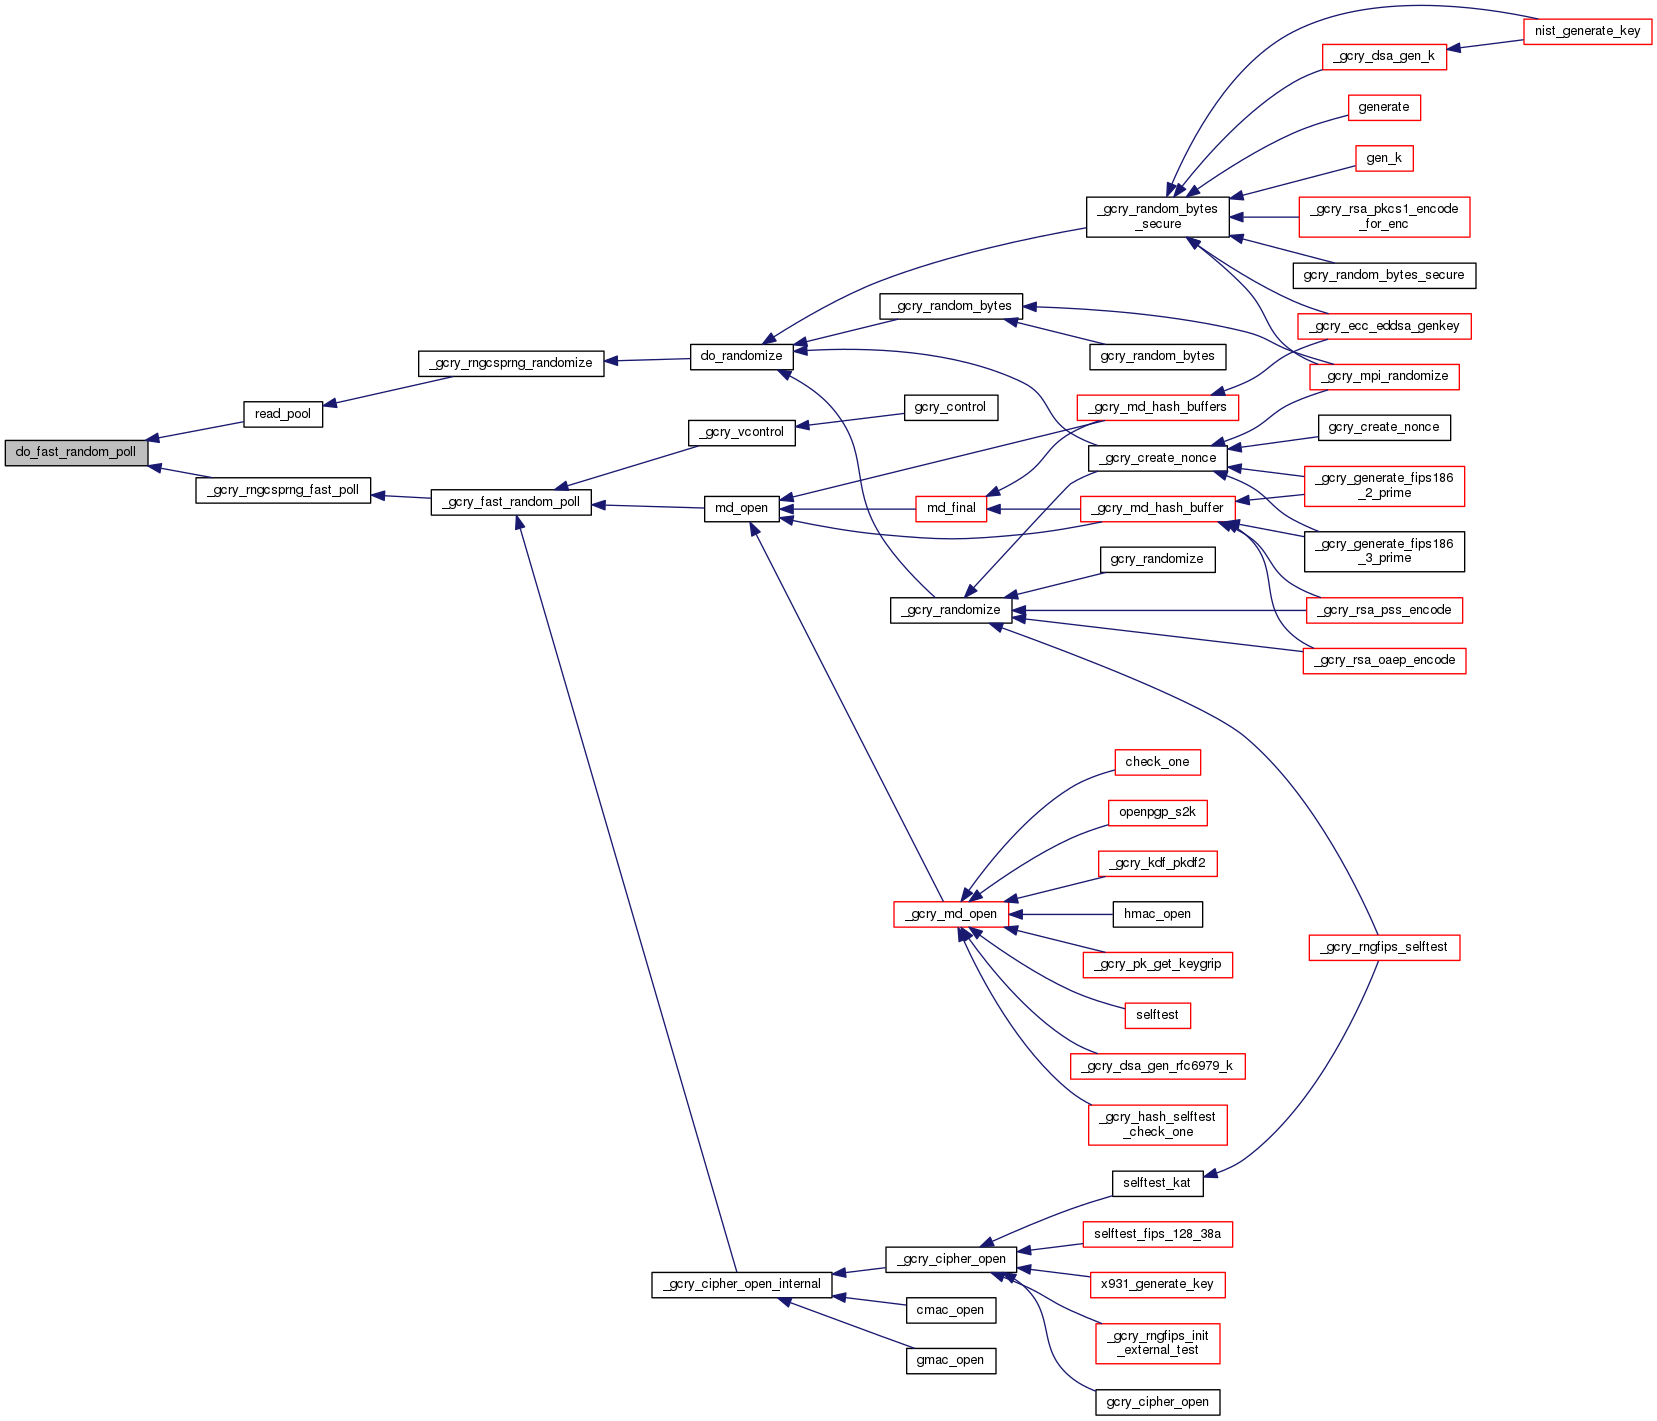 nist_generate_key
_gcry_dsa_gen_k
generate
gen_k
_gcry_random_bytes
_secure
_gcry_rsa_pkcs1_encode
_for_enc
gcry_random_bytes_secure
_gcry_random_bytes
_gcry_ecc_eddsa_genkey
do_randomize
gcry_random_bytes
_gcry_rngcsprng_randomize
_gcry_mpi_randomize
read_pool
gcry_control
_gcry_md_hash_buffers
gcry_create_nonce
_gcry_vcontrol
do_fast_random_poll
_gcry_create_nonce
_gcry_rngcsprng_fast_poll
_gcry_generate_fips186
_2_prime
_gcry_fast_random_poll
md_open
md_final
_gcry_md_hash_buffer
_gcry_generate_fips186
_3_prime
gcry_randomize
_gcry_randomize
_gcry_rsa_pss_encode
_gcry_rsa_oaep_encode
check_one
openpgp_s2k
_gcry_kdf_pkdf2
_gcry_md_open
hmac_open
_gcry_rngfips_selftest
_gcry_pk_get_keygrip
selftest
_gcry_dsa_gen_rfc6979_k
_gcry_hash_selftest
_check_one
selftest_kat
selftest_fips_128_38a
_gcry_cipher_open
_gcry_cipher_open_internal
x931_generate_key
cmac_open
_gcry_rngfips_init
_external_test
gmac_open
gcry_cipher_open